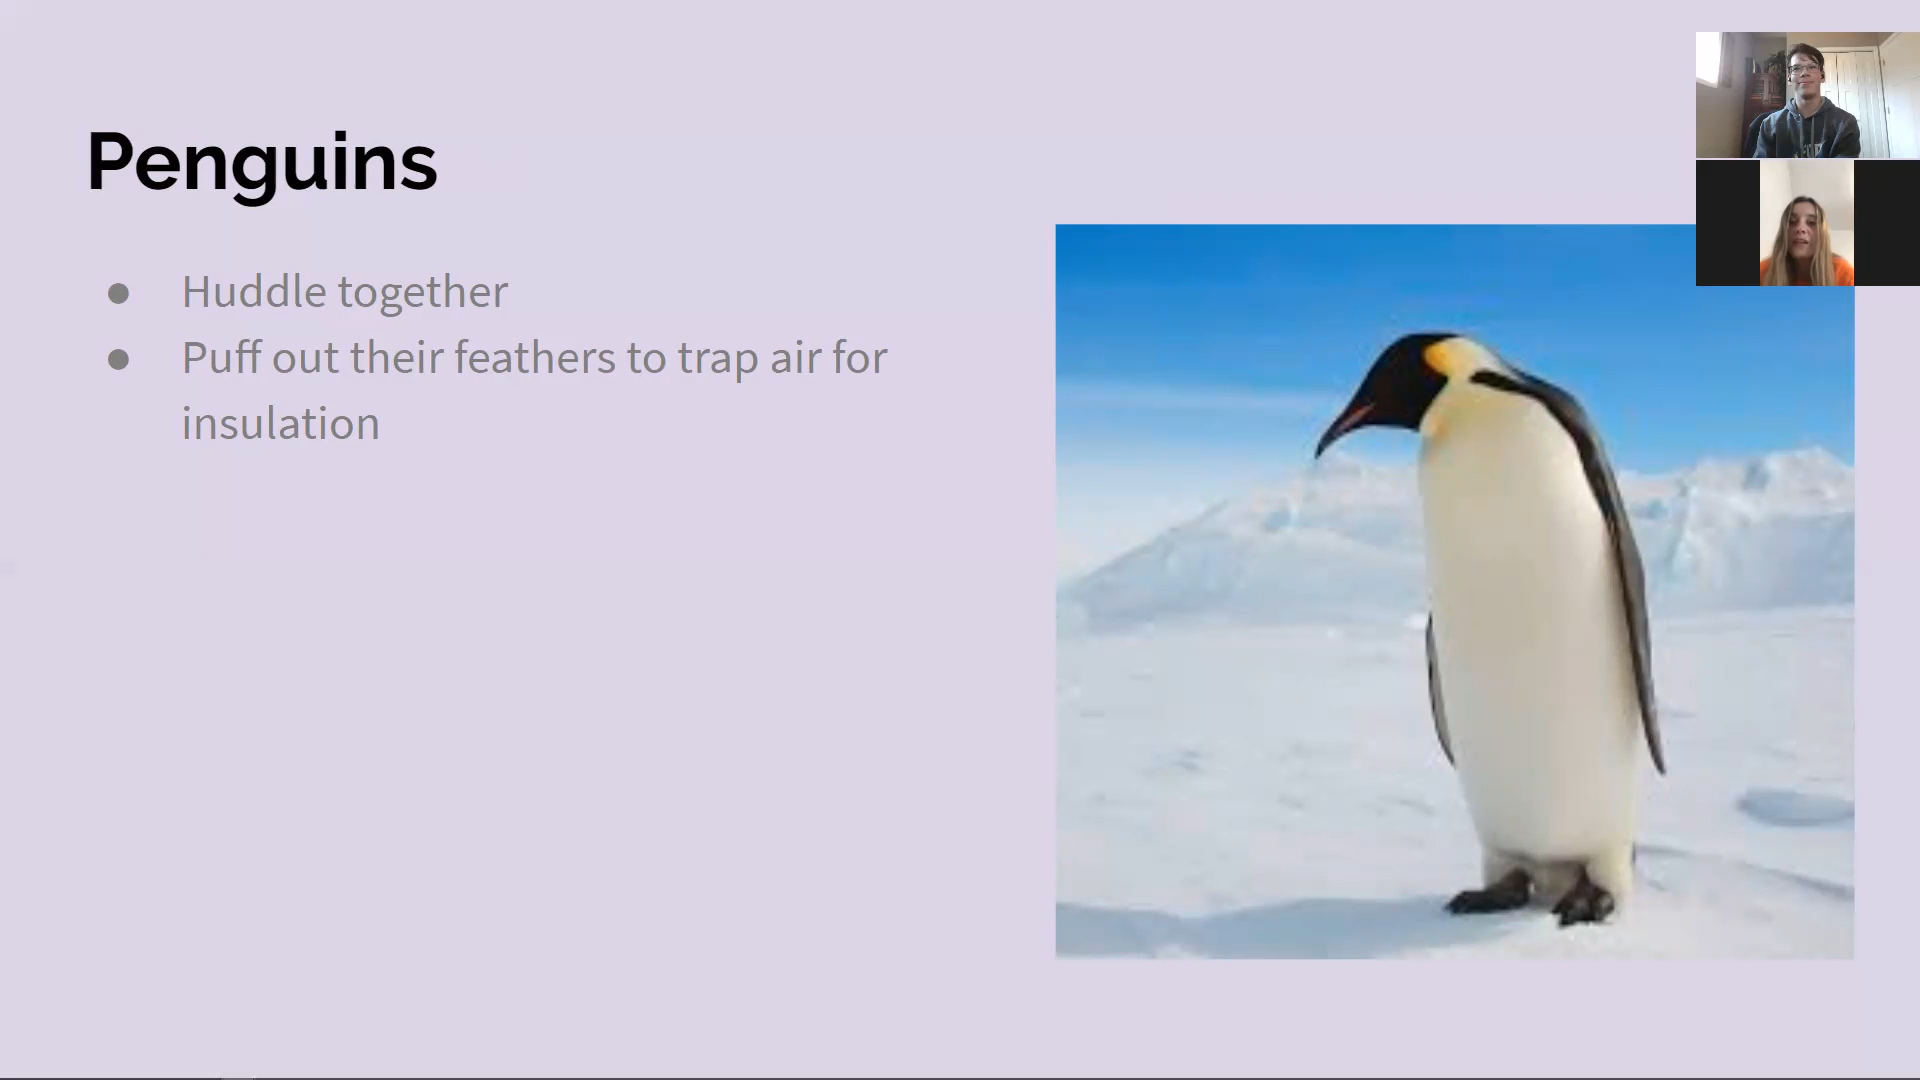 Penguins
● Huddle together
● Puff out their feathers to trap air for
insulation